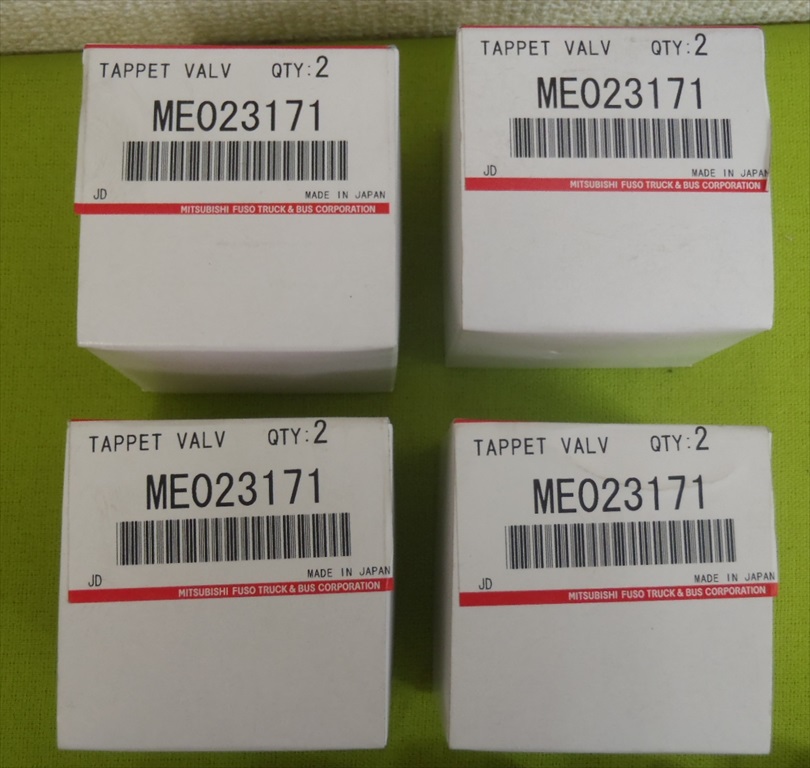 TAPPET VALV QTY:2
ME023171
JD MADE IN JAPAN
MITSUBISHI FUSO TRUCK & BUS CORPORATION
TAPPET VALV QTY:2
ME023171
JD MADE IN JAPAN
MITSUBISHI FUSO TRUCK & BUS CORPORATION
TAPPET VALV QTY:2
ME023171
JD MADE IN JAPAN
MITSUBISHI FUSO TRUCK & BUS CORPORATION
TAPPET VALV QTY:2
ME023171
JD MADE IN JAPAN
MITSUBISHI FUSO TRUCK & BUS CORPORATION